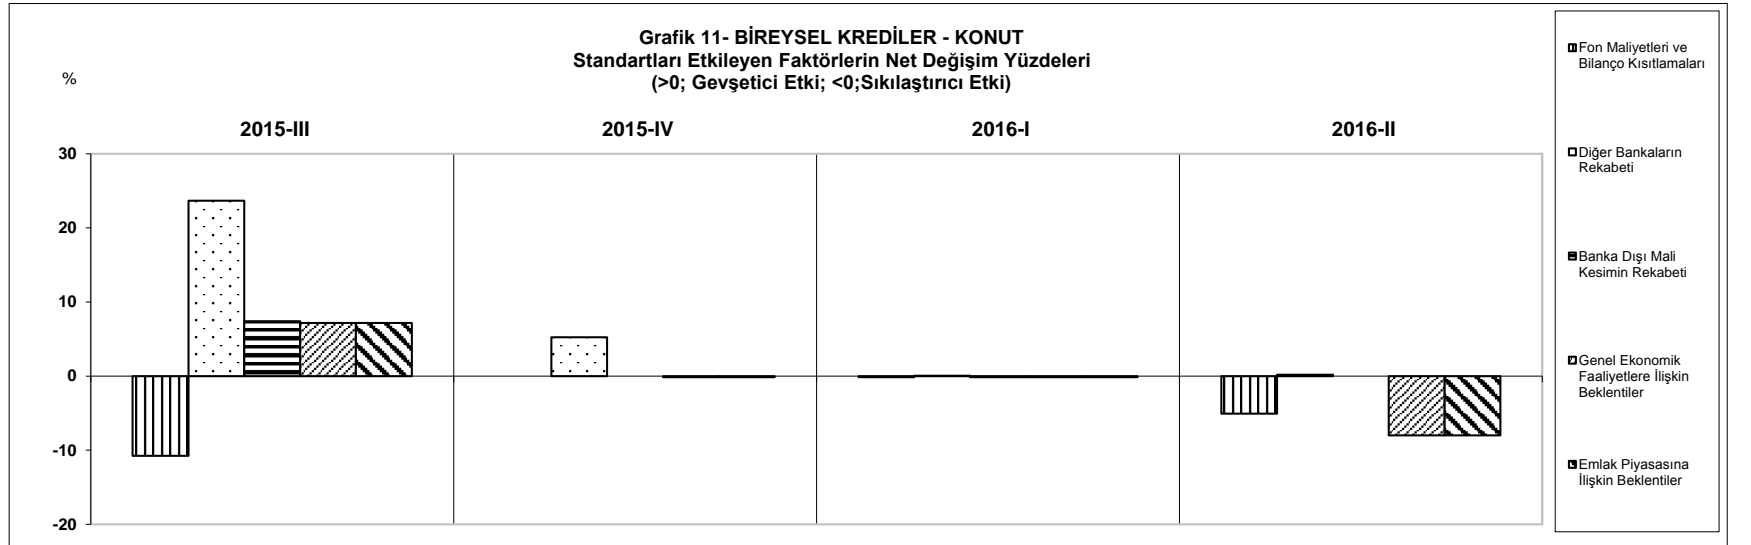 Grafik 11- BİREYSEL KREDİLER - KONUT
Standartları Etkileyen Faktörlerin Net Değişim Yüzdeleri
(>0; Gevşetici Etki; <0;Sıkılaştırıcı Etki)
%
2015-III
2015-IV
2016-I
2016-II
30
20
10
0
-10
-20
Fon Maliyetleri ve
Bilanço Kısıtlamaları
Diğer Bankaların
Rekabeti
Banka Dışı Mali
Kesimin Rekabeti
Genel Ekonomik
Faaliyetlere İlişkin
Beklentiler
Emlak Piyasasına
İlişkin Beklentiler